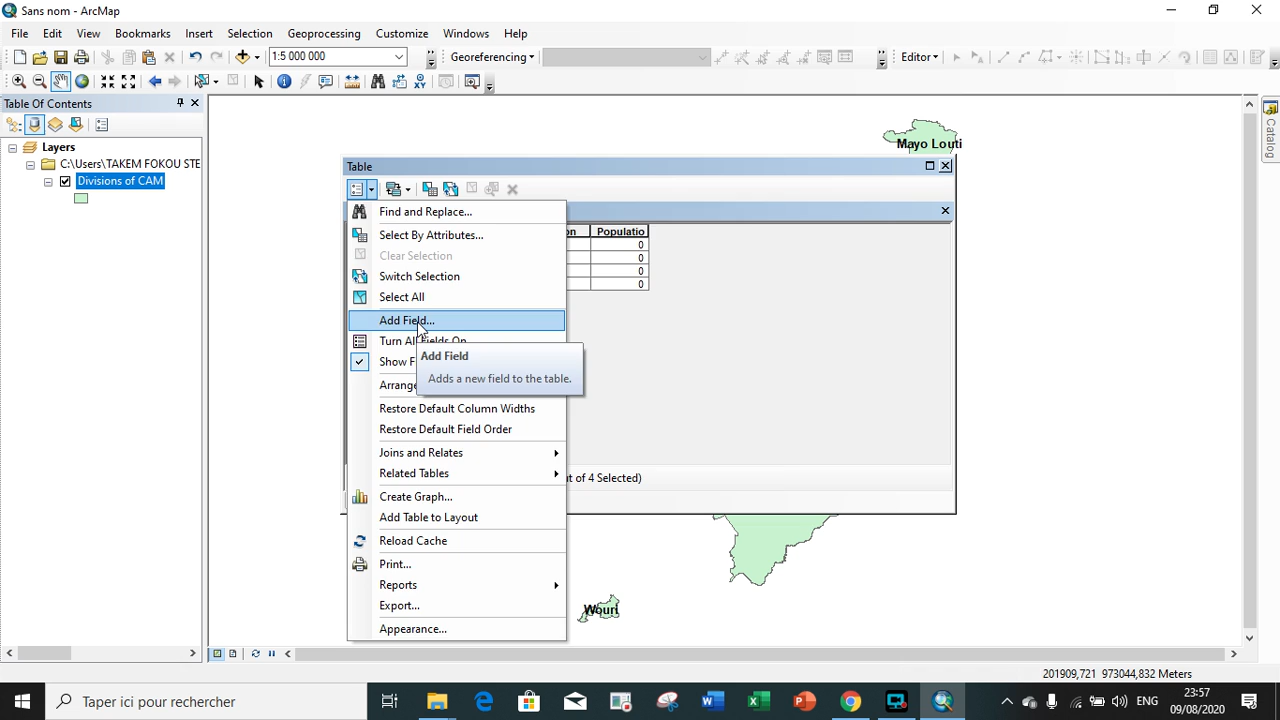 Sans nom - ArcMap
File Edit View Bookmarks Insert Selection Geoprocessing Customize Windows Help
1:5 000 000 Georeferencing Editor
Table Of Contents
Layers
C:\Users\TAKEM FOKOU STE
Divisions of CAM
Catalog
Mayo Louti
Table
on Populatio
0
0
0
0
Find and Replace...
Select By Attributes...
Clear Selection
Switch Selection
Select All
Add Field...
Turn All Fields On
Show F
Add Field
Adds a new field to the table.
Arrange
Restore Default Column Widths
Restore Default Field Order
Joins and Relates
t of 4 Selected)
Related Tables
Create Graph...
Add Table to Layout
Reload Cache
Print...
Reports
Export...
Appearance...
Wouri
201909,721 973044,832 Meters
Taper ici pour rechercher
ENG
23:57
09/08/2020